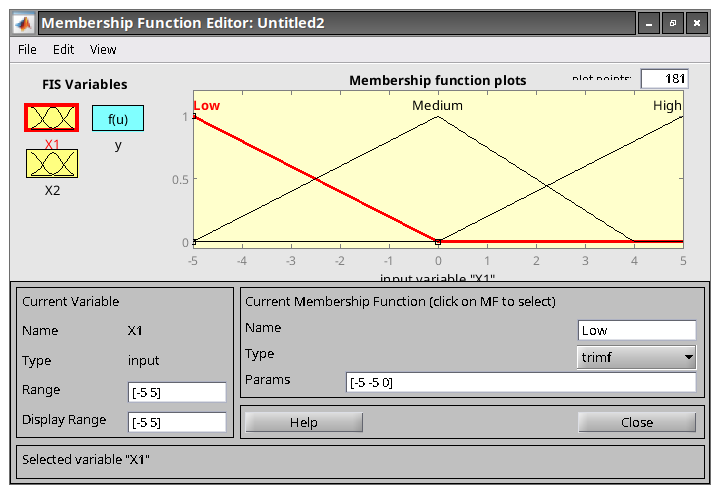 Membership Function Editor: Untitled2
File Edit View
FIS Variables
X1
f(u)
y
X2
Membership function plots
plot points:
181
Low
Medium
High
1
0.5
0
-5 -4 -3 -2 -1 0 1 2 3 4 5
input variable "X1"
Current Variable
Name X1
Type input
Range [-5 5]
Display Range [-5 5]
Current Membership Function (click on MF to select)
Name Low
Type trimf
Params [-5 -5 0]
Help Close
Selected variable "X1"